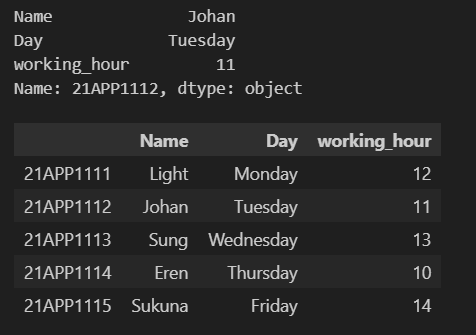 Name Johan
Day Tuesday
working_hour 11
Name: 21APP1112, dtype: object
Name Day working_hour
21APP1111 Light Monday 12
21APP1112 Johan Tuesday 11
21APP1113 Sung Wednesday 13
21APP1114 Eren Thursday 10
21APP1115 Sukuna Friday 14